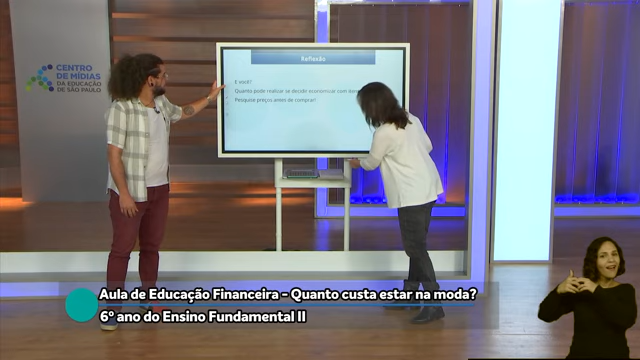 CENTRO
DE MÍDIAS
DA EDUCAÇÃO
DE SÃO PAULO
Reflexão
E você?
Quanto pode realizar se decidir economizar com
Pesquise preços antes de comprar!
Aula de Educação Financeira - Quanto custa estar na moda?
6º ano do Ensino Fundamental II